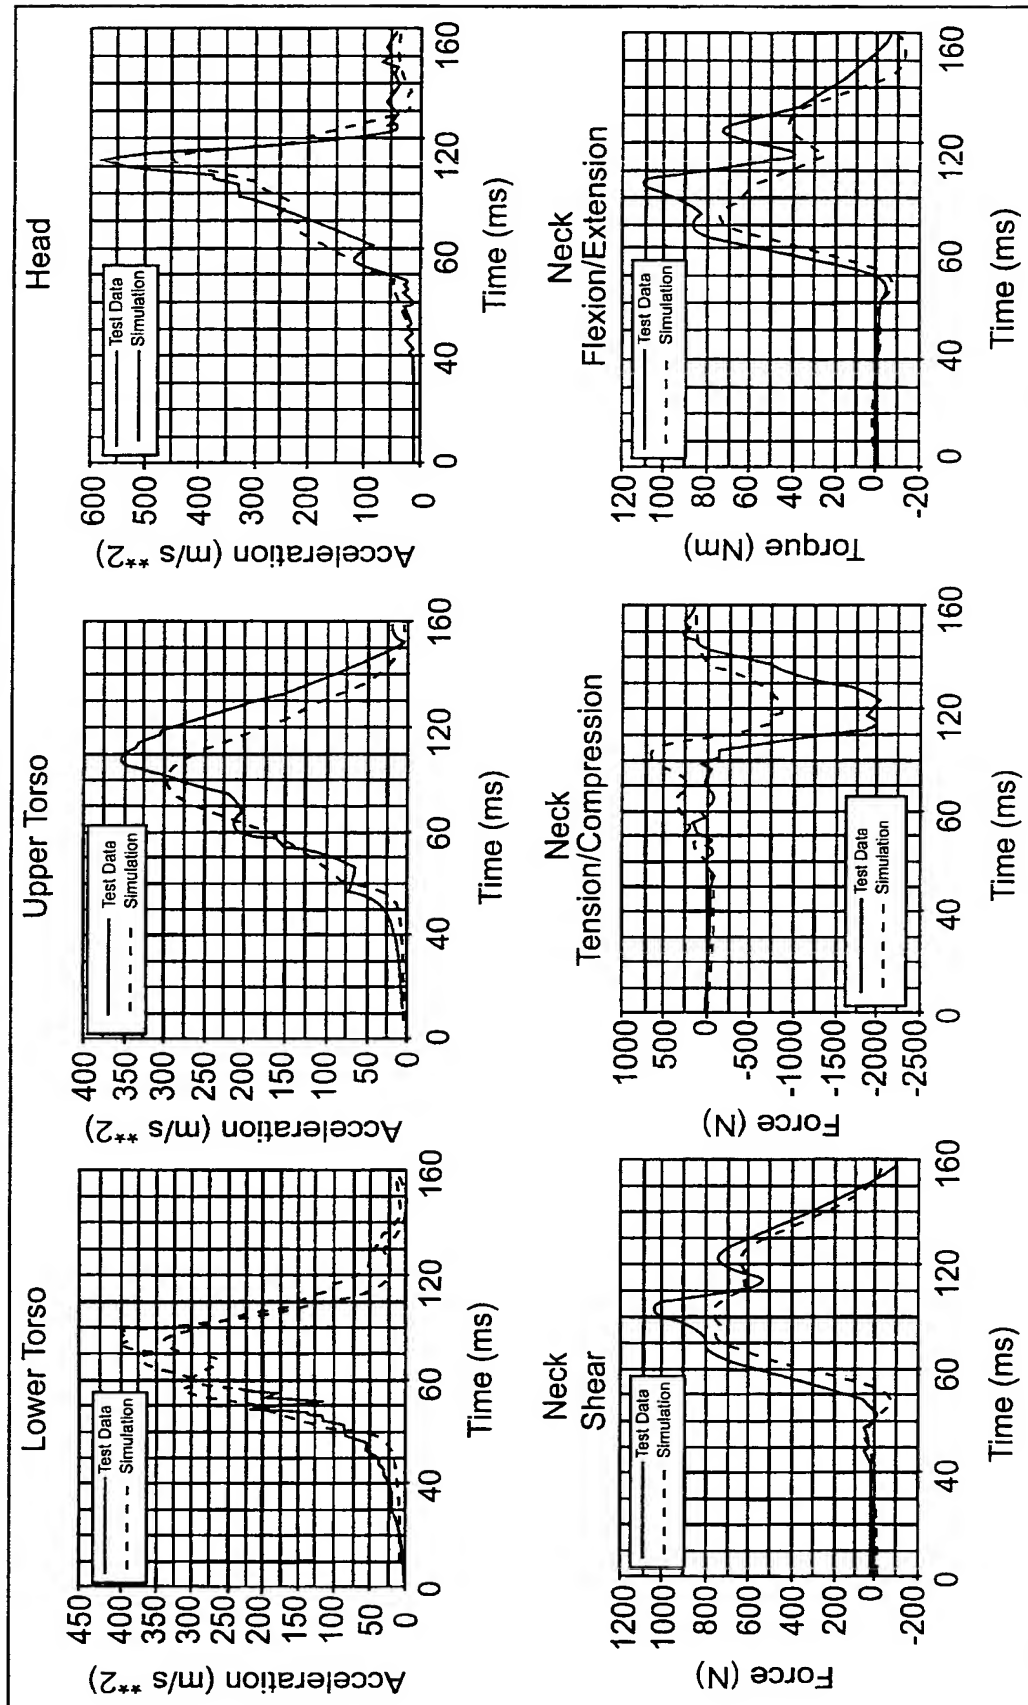 Lower Torso
Acceleration (m/s **2)
450
400
350
300
250
200
150
100
50
0
Test Data
Simulation
0
40
60
120
160
Time (ms)
Upper Torso
Acceleration (m/s **2)
400
350
300
250
200
150
100
50
0
Test Data
Simulation
0
40
60
120
160
Time (ms)
Head
Acceleration (m/s **2)
600
500
400
300
200
100
0
Test Data
Simulation
0
40
60
120
160
Time (ms)
Neck
Shear
Force (N)
1200
1000
800
600
400
200
0
-200
Test Data
Simulation
0
40
60
120
160
Time (ms)
Neck
Tension/Compression
Force (N)
1000
500
0
-500
-1000
-1500
-2000
-2500
Test Data
Simulation
0
40
60
120
160
Time (ms)
Neck
Flexion/Extension
Torque (Nm)
120
100
80
60
40
20
0
-20
Test Data
Simulation
0
40
60
120
160
Time (ms)